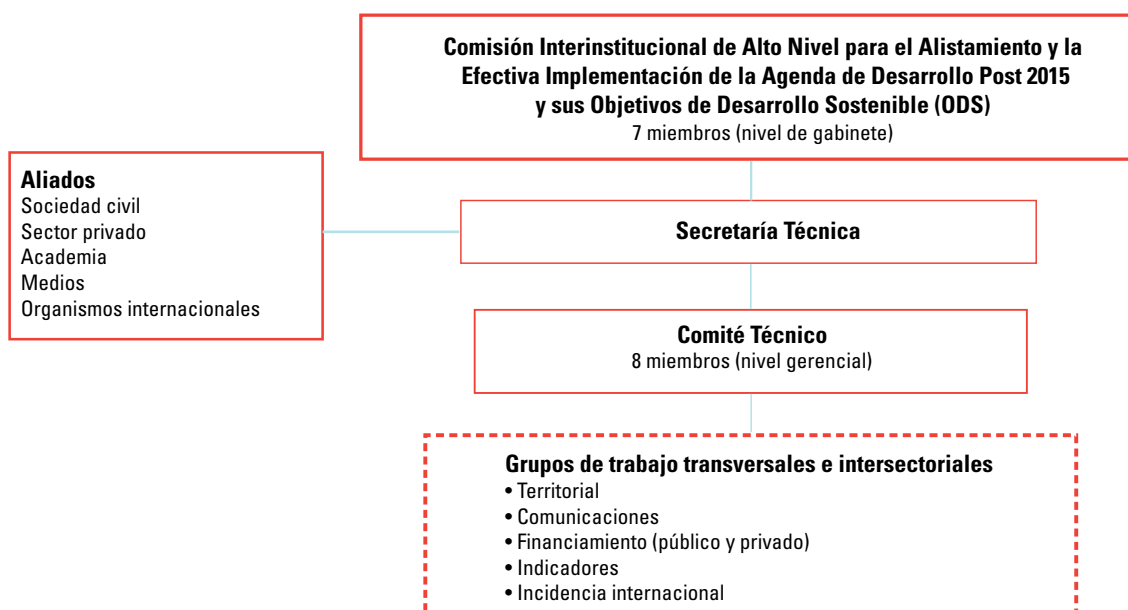 Comisión Interinstitucional de Alto Nivel para el Alistamiento y la
Efectiva Implementación de la Agenda de Desarrollo Post 2015
y sus Objetivos de Desarrollo Sostenible (ODS)
7 miembros (nivel de gabinete)
Aliados
Sociedad civil
Sector privado
Academia
Medios
Organismos internacionales
Secretaría Técnica
Comité Técnico
8 miembros (nivel gerencial)
Grupos de trabajo transversales e intersectoriales
• Territorial
• Comunicaciones
• Financiamiento (público y privado)
• Indicadores
• Incidencia internacional